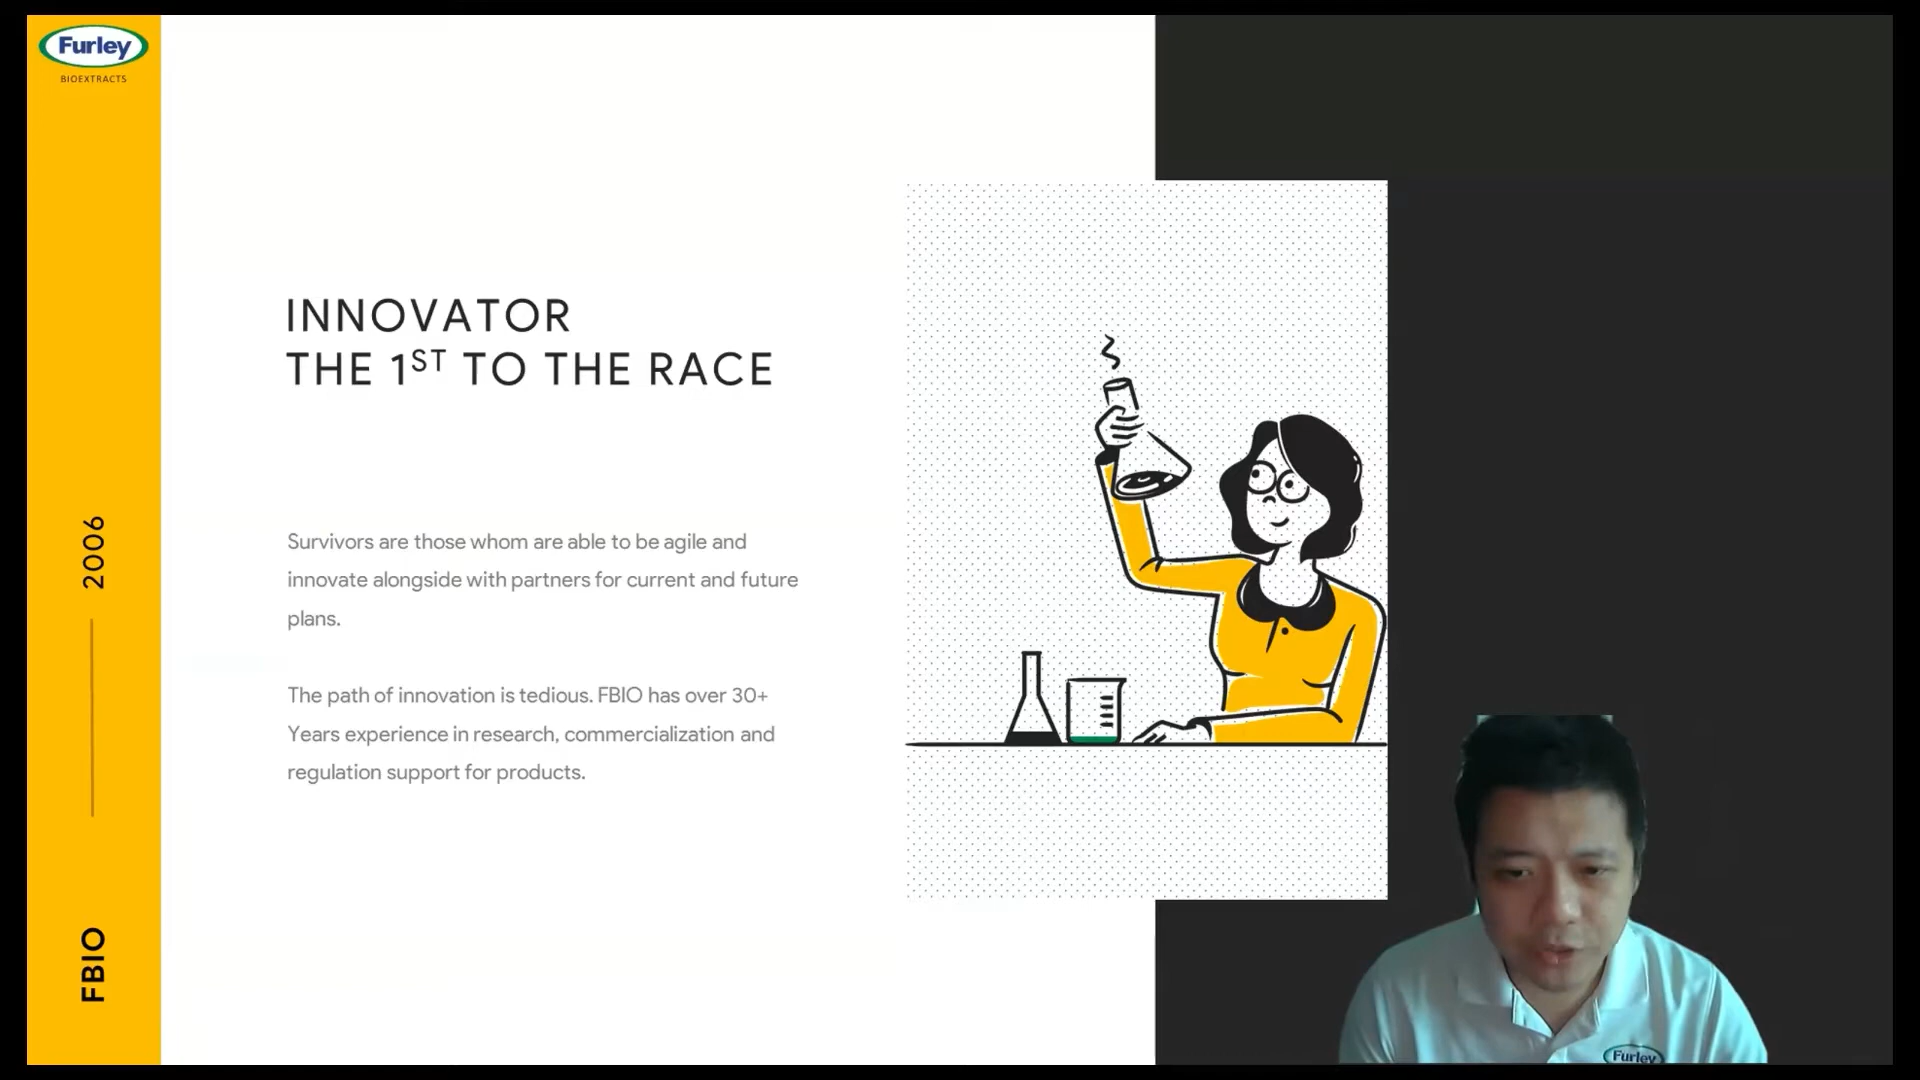 Furley
BIOEXTRACTS
INNOVATOR
THE 1ST TO THE RACE
Survivors are those whom are able to be agile and
innovate alongside with partners for current and future
plans.
The path of innovation is tedious. FBIO has over 30+
Years experience in research, commercialization and
regulation support for products.
2006
FBIO
Furley